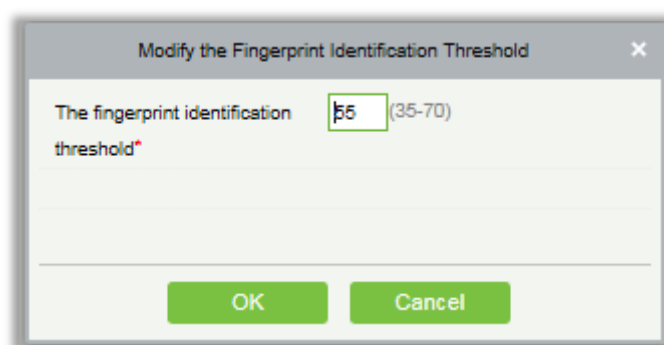 Modify the Fingerprint Identification Threshold ×
The fingerprint identification 55 (35-70)
threshold*
OK Cancel